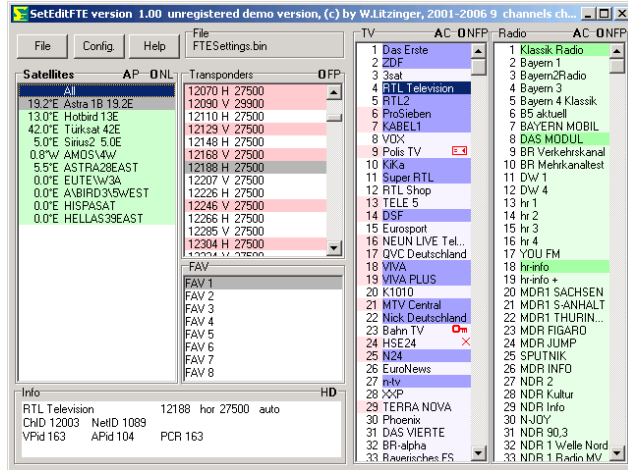 SetEditFTE version 1.00 unregistered demo version, (c) by W.Litzinger, 2001-2006 9 channels ch...
File Config. Help
File
FTESettings.bin
Satellites AP ONL
All
19.2°E Astra 1B 19.2E
13.0°E Hotbird 13E
42.0°E Türksat 42E
5.0°E Sirius2 5.0E
0.8°W AMOS\4W
5.5°E ASTRA28EAST
0.0°E EUTE\W3A
0.0°E A\BIRD3\5WEST
0.0°E HISPASAT
0.0°E HELLAS39EAST
Transponders OFP
12070 H 27500
12090 V 29900
12110 H 27500
12129 V 27500
12148 H 27500
12168 V 27500
12188 H 27500
12207 V 27500
12226 H 27500
12246 V 27500
12266 H 27500
12285 V 27500
12304 H 27500
12324 V 27500
FAV
FAV 1
FAV 2
FAV 3
FAV 4
FAV 5
FAV 6
FAV 7
FAV 8
Info HD
RTL Television 12188 hor 27500 auto
ChID 12003 NetID 1089
VPid 163 APid 104 PCR 163
TV AC ONFP
1 Das Erste
2 ZDF
3 3sat
4 RTL Television
5 RTL2
6 ProSieben
7 KABEL1
8 VOX
9 Polis TV
10 KiKa
11 Super RTL
12 RTL Shop
13 TELE 5
14 DSF
15 Eurosport
16 NEUN LIVE Tel...
17 QVC Deutschland
18 VIVA
19 VIVA PLUS
20 K1010
21 MTV Central
22 Nick Deutschland
23 Bahn TV
24 HSE24
25 N24
26 EuroNews
27 n-tv
28 XXP
29 TERRA NOVA
30 Phoenix
31 DAS VIERTE
32 BR-alpha
33 Bayerisches FS
Radio AC ONFP
1 Klassik Radio
2 Bayern 1
3 Bayern2Radio
4 Bayern 3
5 Bayern 4 Klassik
6 B5 aktuell
7 BAYERN MOBIL
8 DAS MODUL
9 BR Verkehrskanal
10 BR Mehrkanaltest
11 DW 1
12 DW 4
13 hr 1
14 hr 2
15 hr 3
16 hr 4
17 YOU FM
18 hr-info
19 hr-info +
20 MDR1 SACHSEN
21 MDR1 S-ANHALT
22 MDR1 THURIN...
23 MDR FIGARO
24 MDR JUMP
25 SPUTNIK
26 MDR INFO
27 NDR 2
28 NDR Kultur
29 NDR Info
30 N-JOY
31 NDR 90,3
32 NDR 1 Welle Nord
33 NDR 1 Radio MV